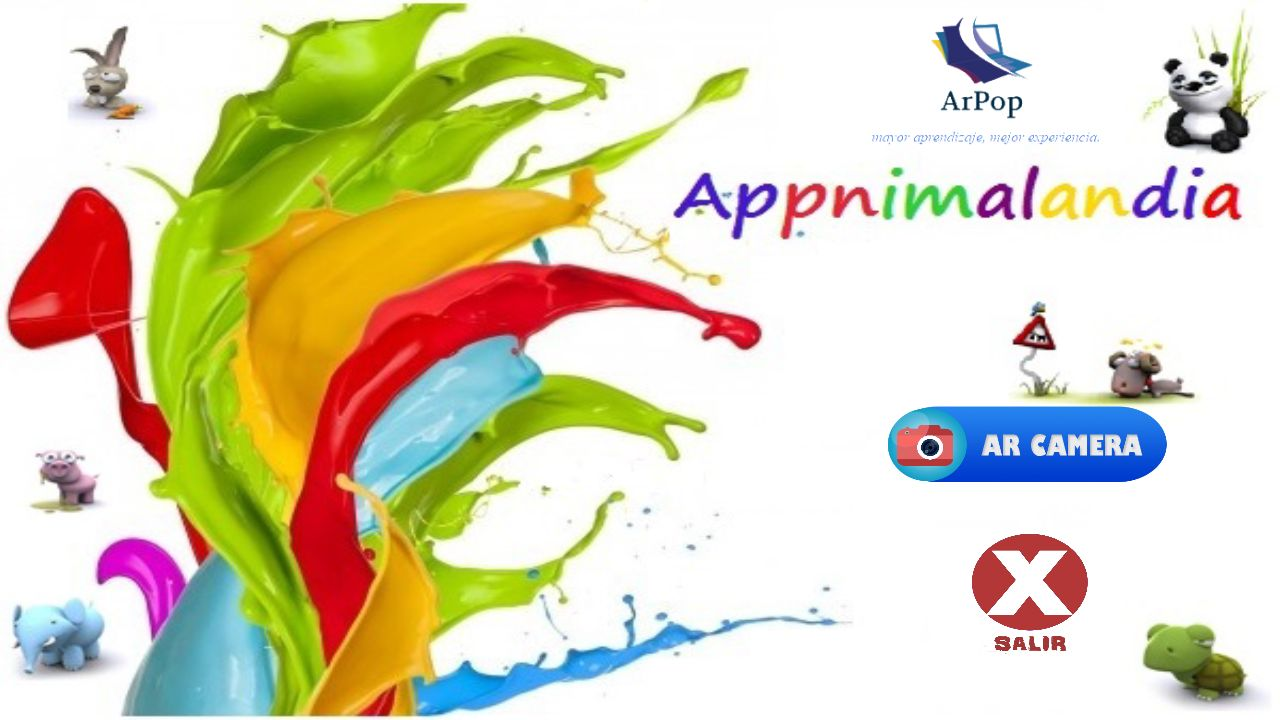 ArPop
mayor aprendizaje, mejor experiencia.
Appnimalandia
AR CAMERA
X
SALIR